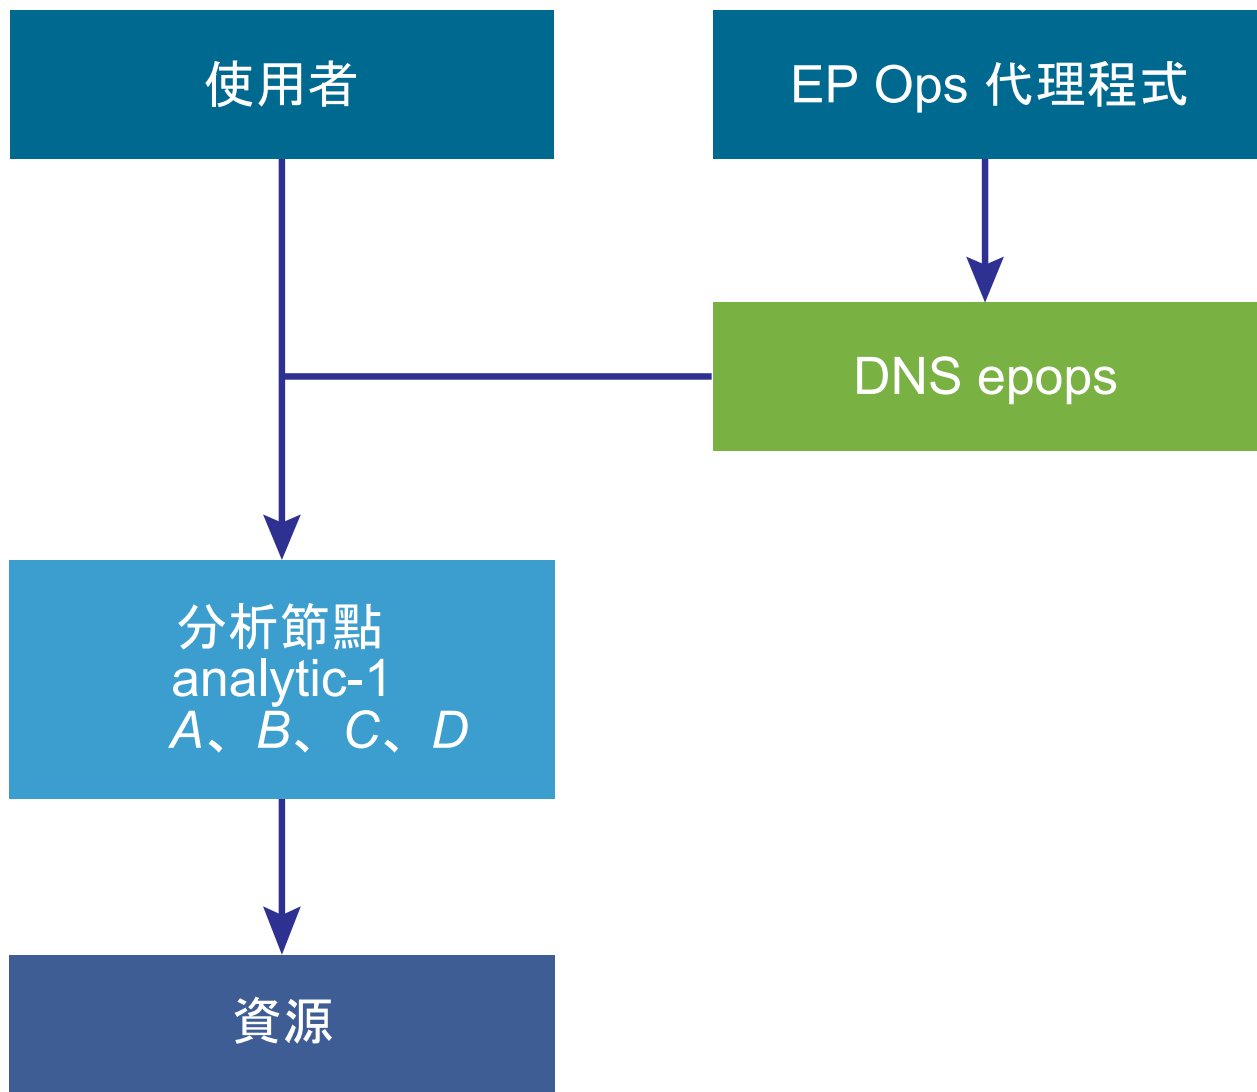 使用者
EP Ops 代理程式
DNS epops
分析節點
analytic-1
A、B、C、D
資源